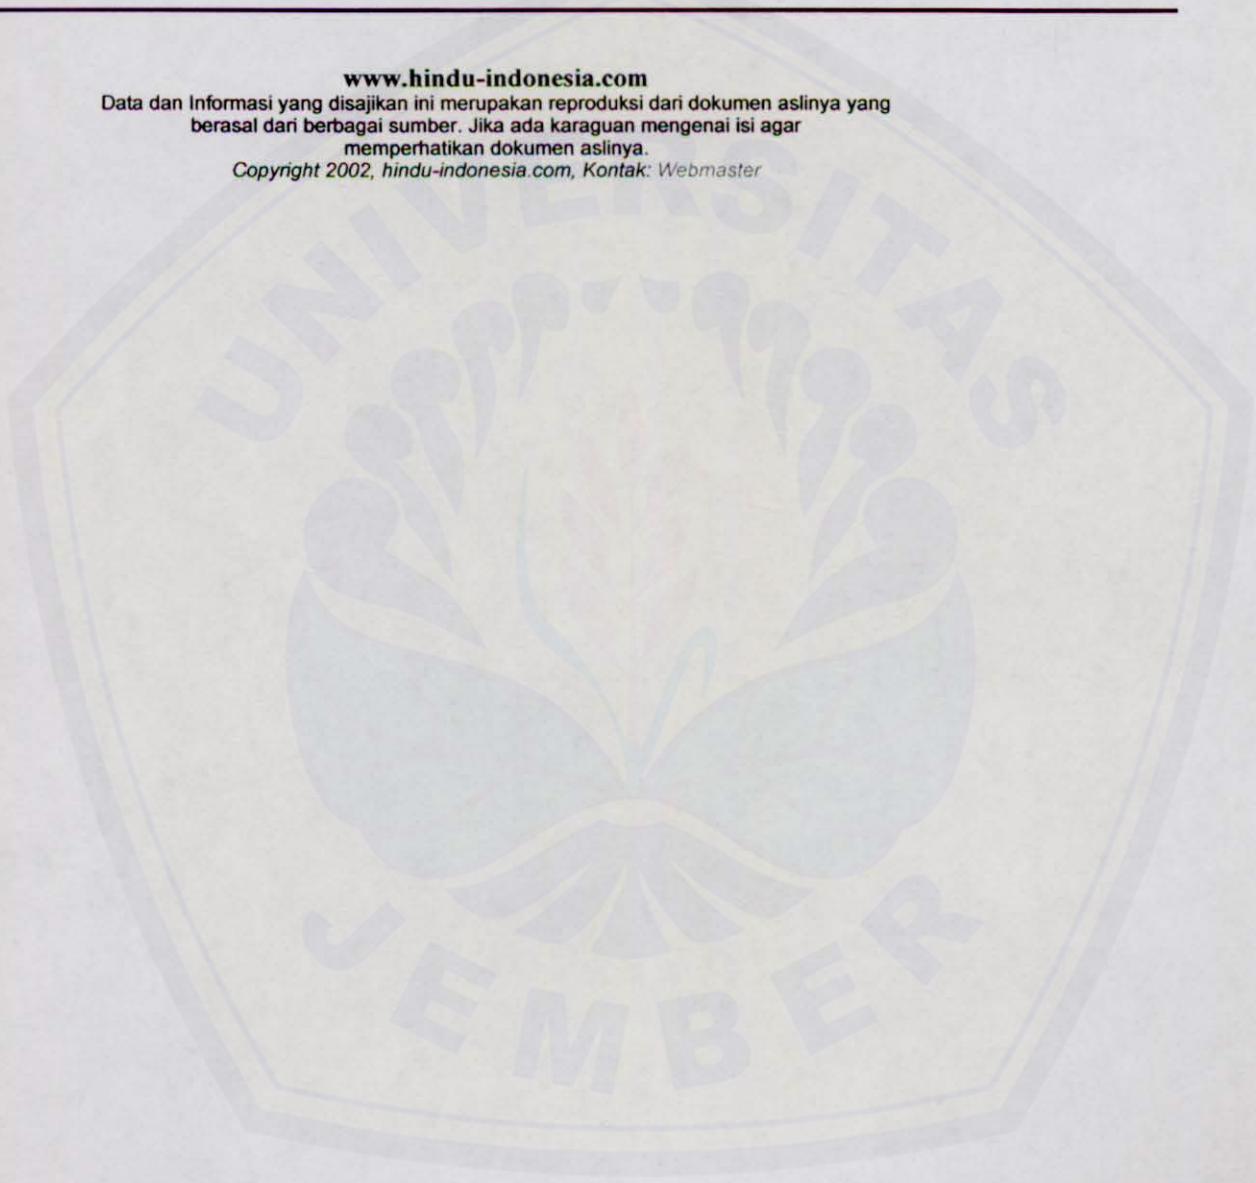 www.hindu-indonesia.com
Data dan Informasi yang disajikan ini merupakan reproduksi dari dokumen aslinya yang
berasal dari berbagai sumber. Jika ada karaguan mengenai isi agar
memperhatikan dokumen aslinya.
Copyright 2002, hindu-indonesia.com, Kontak: Webmaster
UNIVERSITAS
JEMBER